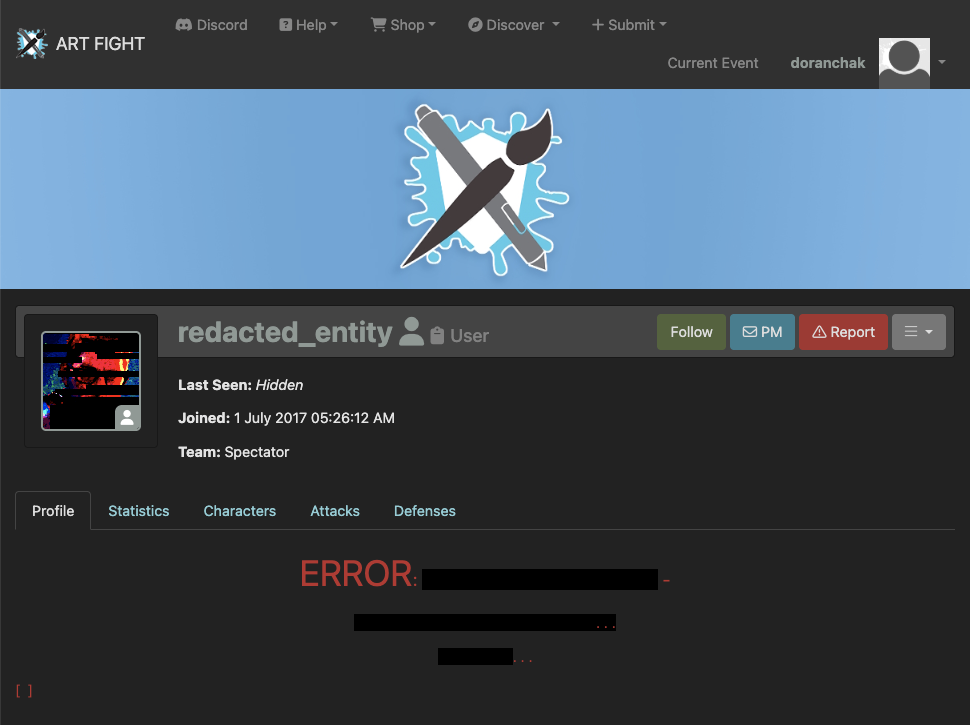 ART FIGHT
Discord Help Shop Discover Submit
Current Event doranchak
redacted_entity User
Follow PM Report
Last Seen: Hidden
Joined: 1 July 2017 05:26:12 AM
Team: Spectator
Profile Statistics Characters Attacks Defenses
ERROR: -
...
...
[ ]